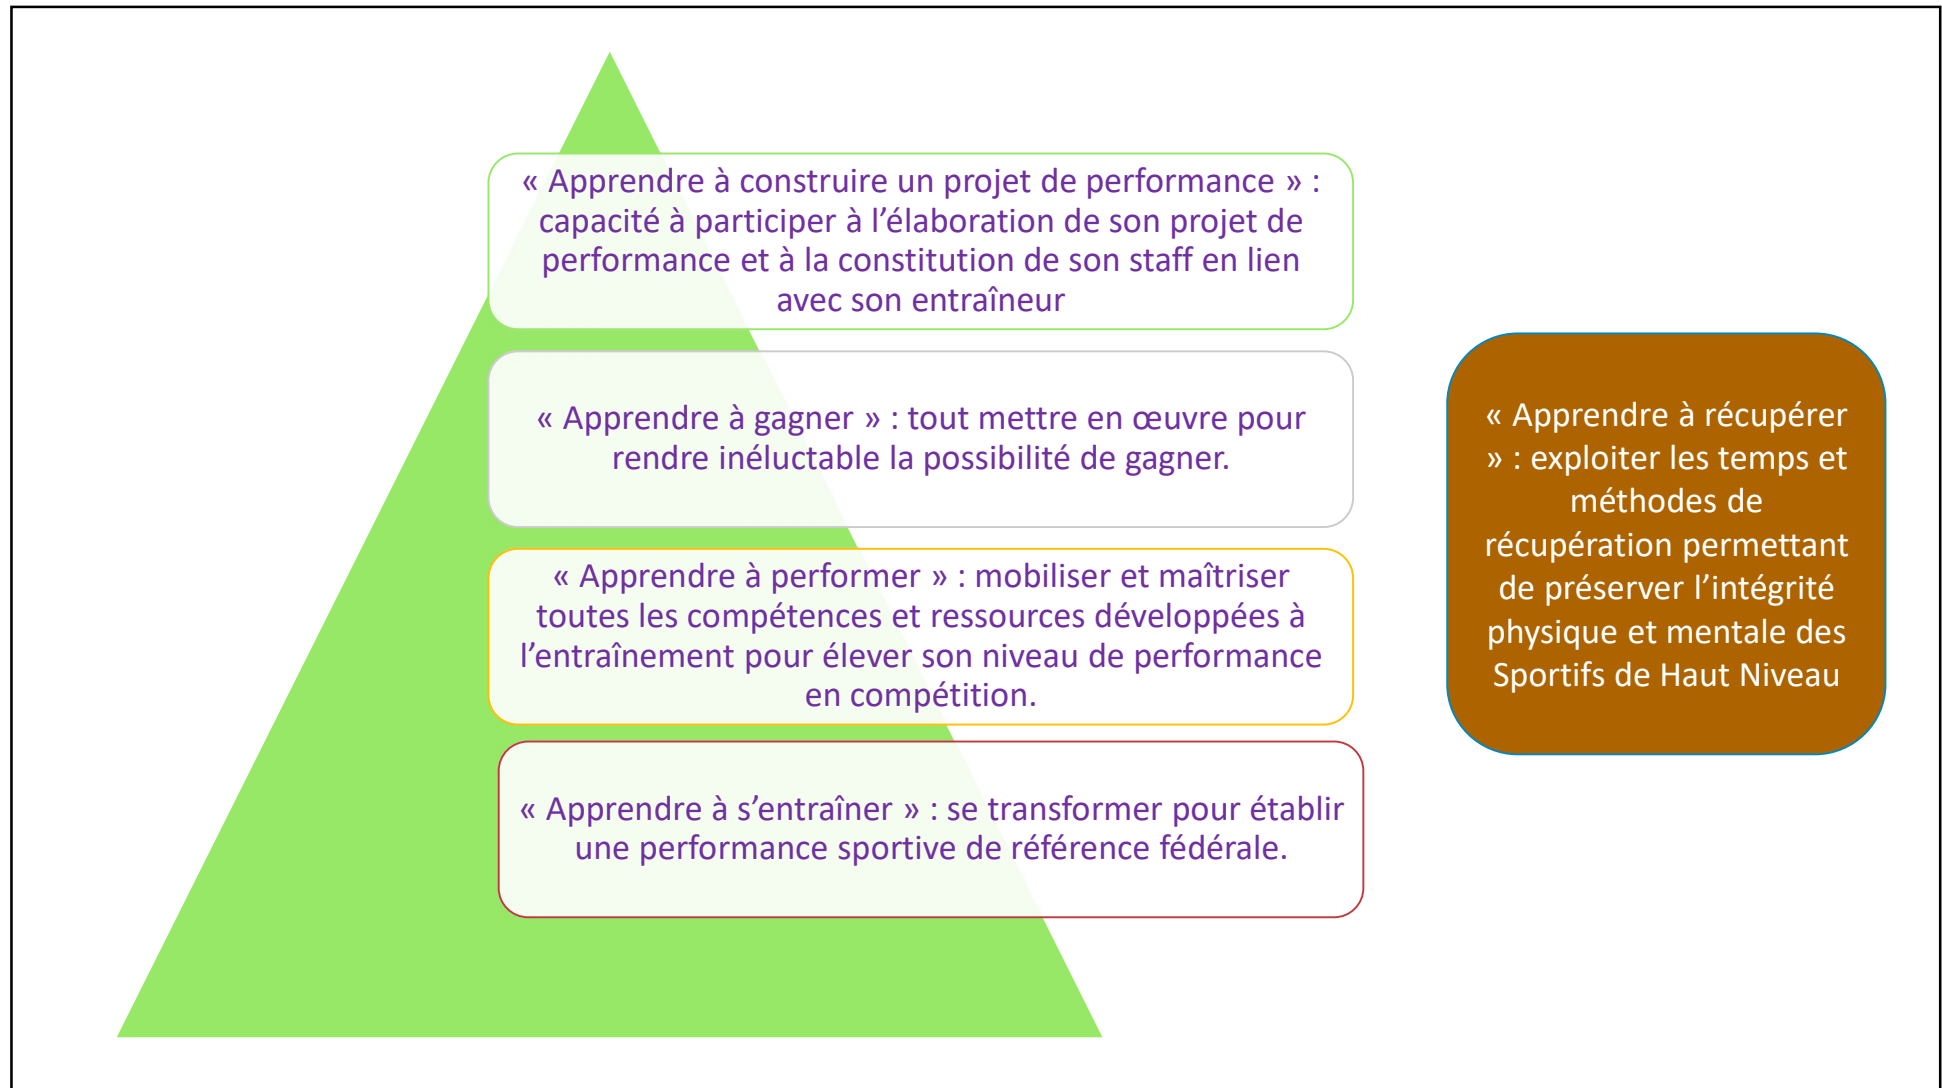 « Apprendre à construire un projet de performance » :
capacité à participer à l’élaboration de son projet de
performance et à la constitution de son staff en lien
avec son entraîneur
« Apprendre à gagner » : tout mettre en œuvre pour
rendre inéluctable la possibilité de gagner.
« Apprendre à performer » : mobiliser et maîtriser
toutes les compétences et ressources développées à
l’entraînement pour élever son niveau de performance
en compétition.
« Apprendre à s’entraîner » : se transformer pour établir
une performance sportive de référence fédérale.
« Apprendre à récupérer
» : exploiter les temps et
méthodes de
récupération permettant
de préserver l’intégrité
physique et mentale des
Sportifs de Haut Niveau